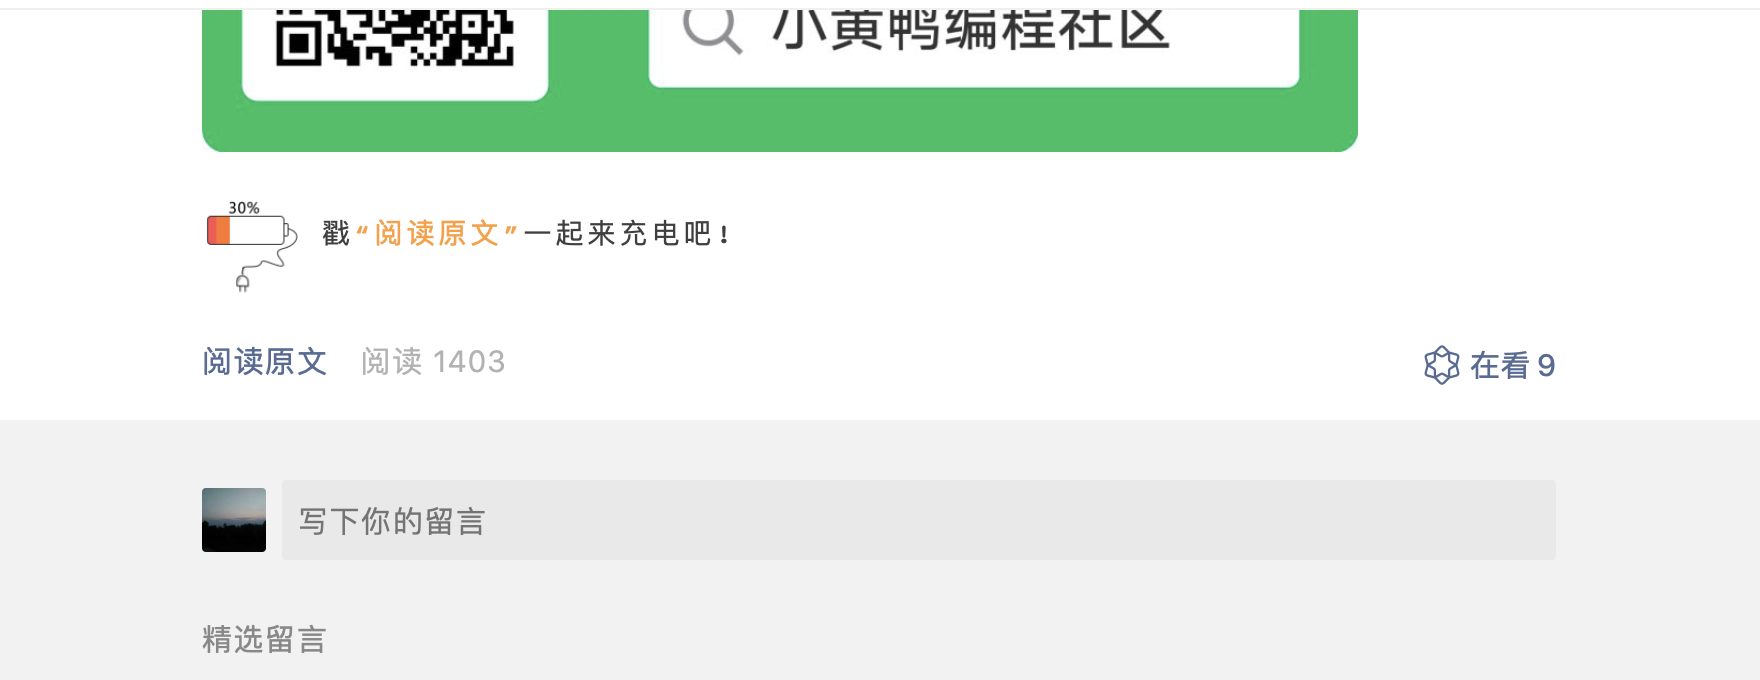 小黄鸭编程社区
30%
戳“阅读原文”一起来充电吧!
阅读原文 阅读 1403
在看 9
写下你的留言
精选留言